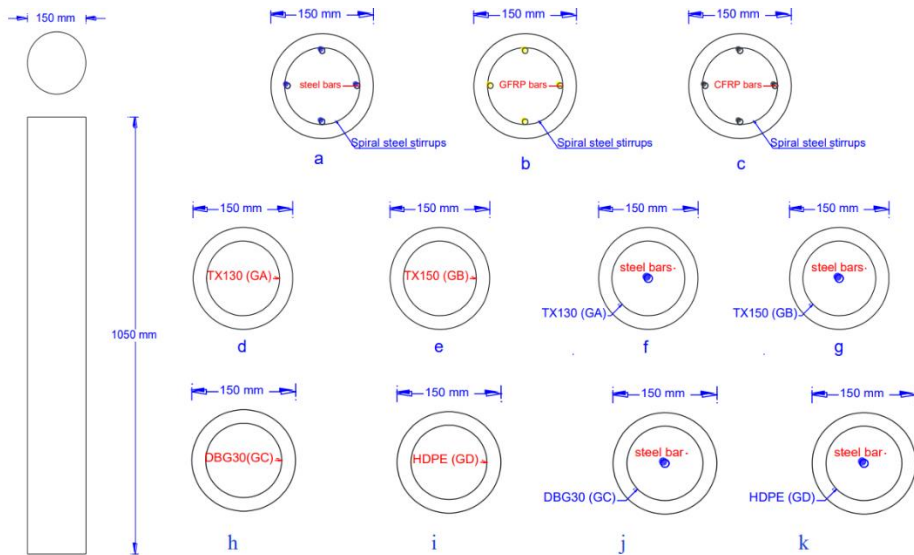 150 mm
1050 mm
150 mm
steel bars
Spiral steel stirrups
a
150 mm
GFRP bars
Spiral steel stirrups
b
150 mm
CFRP bars
Spiral steel stirrups
c
150 mm
TX130 (GA)
d
150 mm
TX150 (GB)
e
150 mm
steel bars
TX130 (GA)
f
150 mm
steel bars
TX150 (GB)
g
150 mm
DBG30(GC)
h
150 mm
HDPE (GD)
i
150 mm
steel bar
DBG30 (GC)
j
150 mm
steel bar
HDPE (GD)
k